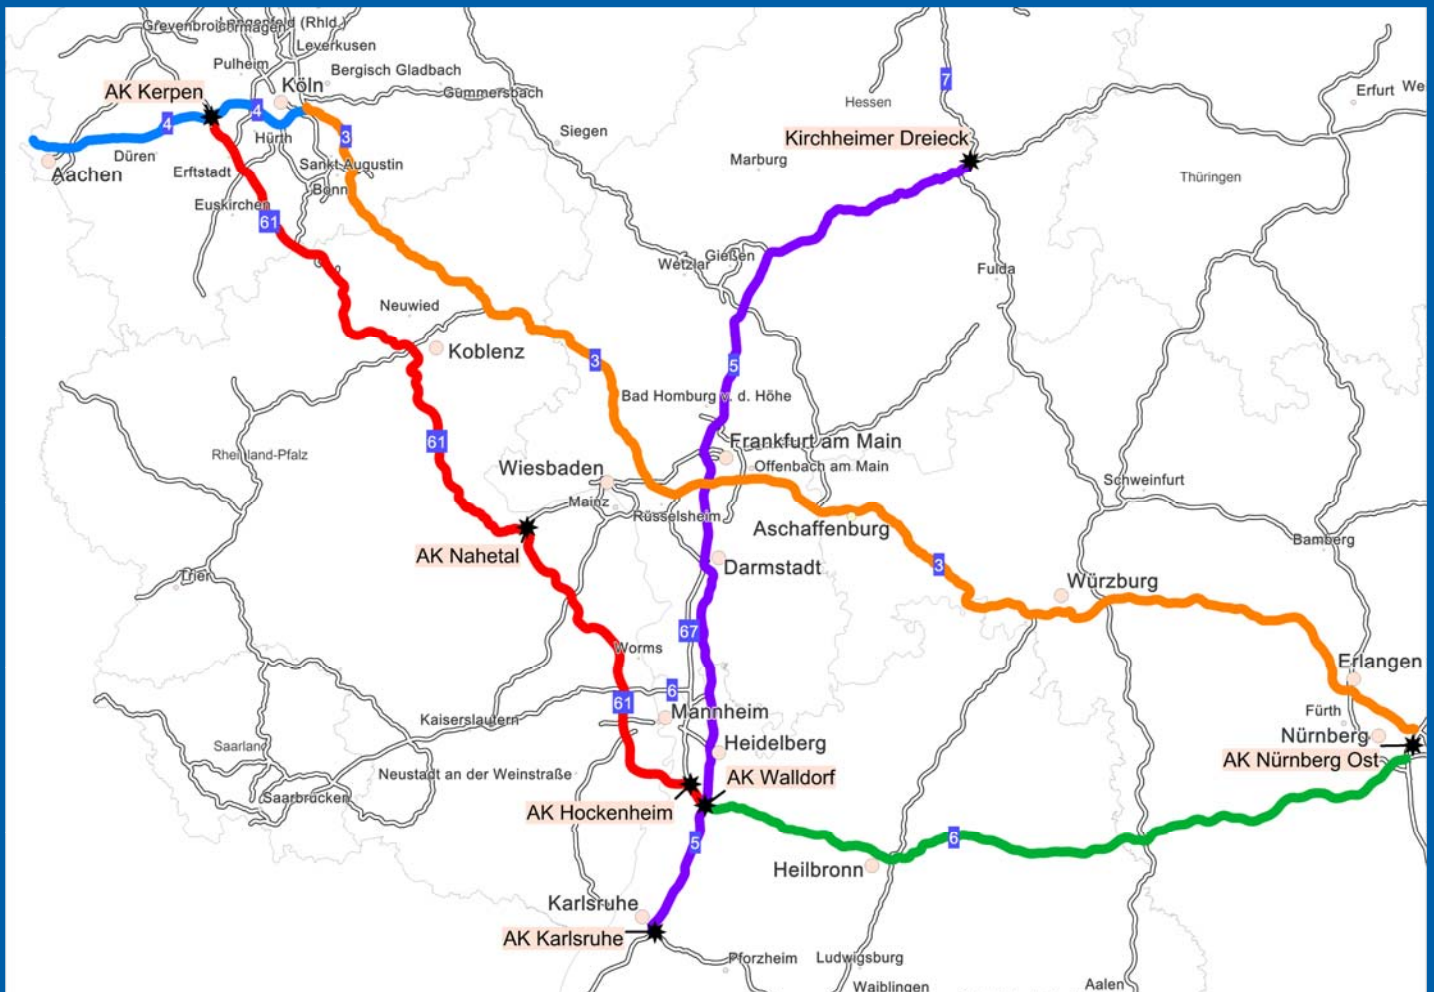 Langenfeld (Rhld.)
Grevenbroich
Dormagen
Leverkusen
Pulheim
Bergisch Gladbach
Köln
AK Kerpen
Gummersbach
7
Hessen
Erfurt
We
4
4
3
Siegen
Kirchheimer Dreieck
Hürth
Düren
Sankt Augustin
Marburg
Aachen
Erftstadt
Thüringen
Bonn
Euskirchen
61
Gießen
Wetzlar
Fulda
Neuwied
Koblenz
3
5
Bad Homburg v. d. Höhe
61
Frankfurt am Main
Rheinland-Pfalz
Wiesbaden
Offenbach am Main
Schweinfurt
Mainz
Rüsselsheim
Aschaffenburg
Bamberg
AK Nahetal
Darmstadt
3
Trier
Würzburg
67
Worms
Erlangen
6
61
Mannheim
Fürth
Kaiserslautern
Nürnberg
Saarland
Heidelberg
AK Nürnberg Ost
Neustadt an der Weinstraße
AK Walldorf
Saarbrücken
AK Hockenheim
5
6
Heilbronn
Karlsruhe
AK Karlsruhe
Pforzheim
Ludwigsburg
Waiblingen
Aalen